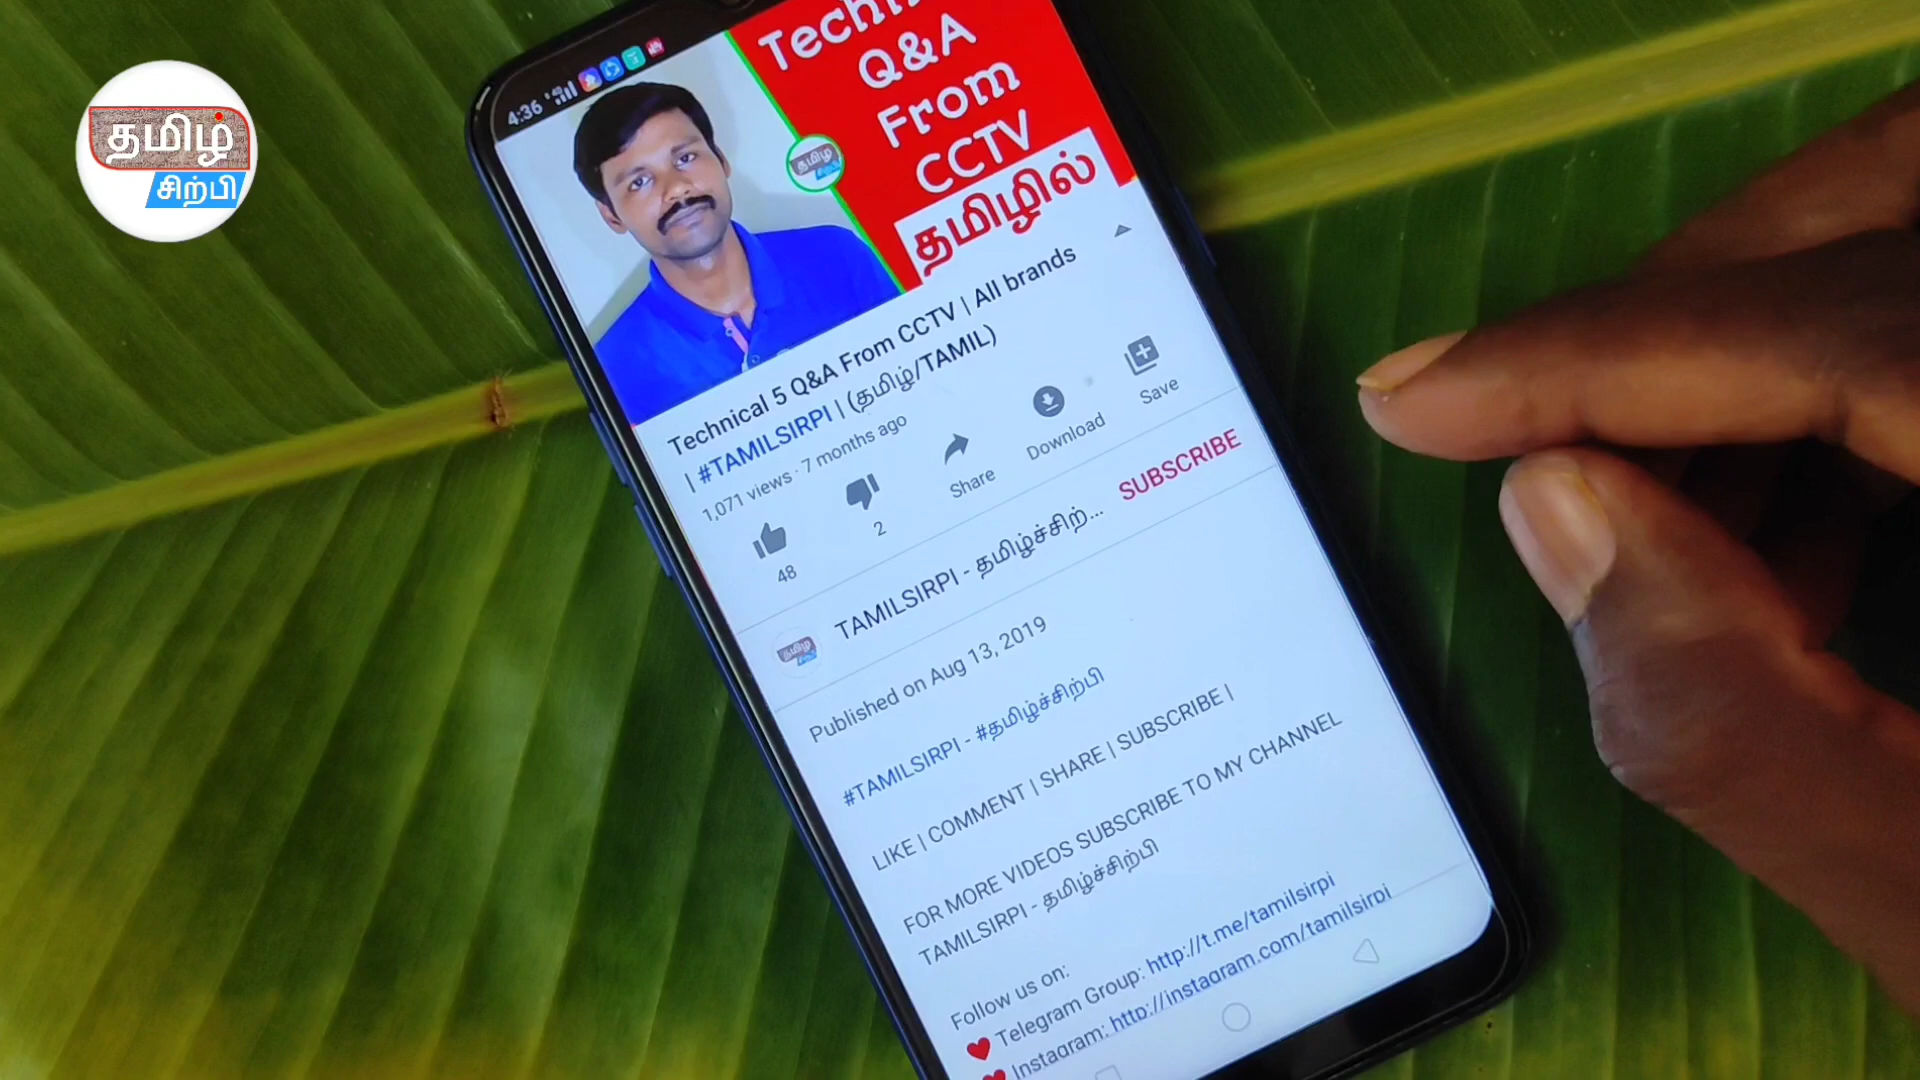 தமிழ்
சிற்பி
4:36
Q&A
From
CCTV
தமிழில்
தமிழ்
Technical 5 Q&A From CCTV | All brands
| #TAMILSIRPI | (தமிழ்/TAMIL)
1,071 views · 7 months ago
48
2
Share
Download
Save
TAMILSIRPI - தமிழ்ச்சிற்...
SUBSCRIBE
தமிழ்
Published on Aug 13, 2019
#TAMILSIRPI - #தமிழ்ச்சிற்பி
LIKE | COMMENT | SHARE | SUBSCRIBE |
FOR MORE VIDEOS SUBSCRIBE TO MY CHANNEL
TAMILSIRPI - தமிழ்ச்சிற்பி
Follow us on:
Telegram Group: http://t.me/tamilsirpi
Instagram: http://instagram.com/tamilsirpi